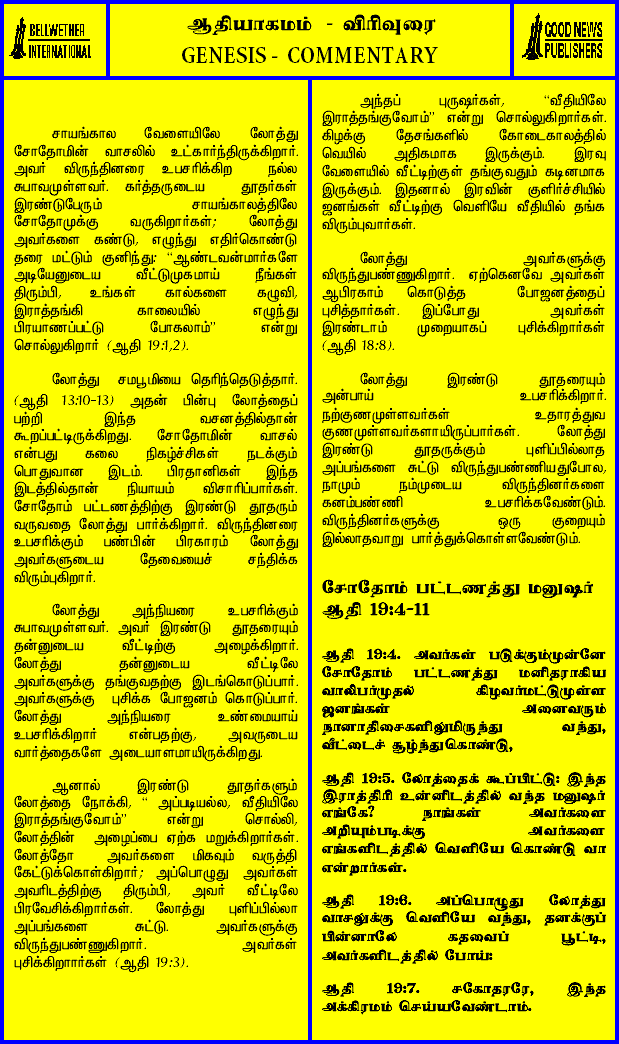 BELLWETHER
INTERNATIONAL
ஆதியாகமம் - விரிவுரை
GENESIS - COMMENTARY
GOOD NEWS
PUBLISHERS
சாயங்கால வேளையிலே லோத்து
சோதோமின் வாசலில் உட்கார்ந்திருக்கிறார்.
அவர் விருந்தினரை உபசரிக்கிற நல்ல
சுபாவமுள்ளவர். கர்த்தருடைய தூதர்கள்
இரண்டுபேரும் சாயங்காலத்திலே
சோதோமுக்கு வருகிறார்கள்; லோத்து
அவர்களை கண்டு, எழுந்து எதிர்கொண்டு
தரை மட்டும் குனிந்து: “ஆண்டவன்மார்களே
அடியேனுடைய வீட்டுமுகமாய் நீங்கள்
திரும்பி, உங்கள் கால்களை கழுவி,
இராத்தங்கி காலையில் எழுந்து
பிரயாணப்பட்டு போகலாம்” என்று
சொல்லுகிறார் (ஆதி 19:1,2).
லோத்து சமபூமியை தெரிந்தெடுத்தார்.
(ஆதி 13:10-13) அதன் பின்பு லோத்தைப்
பற்றி இந்த வசனத்தில்தான்
கூறப்பட்டிருக்கிறது. சோதோமின் வாசல்
என்பது கலை நிகழ்ச்சிகள் நடக்கும்
பொதுவான இடம். பிரதானிகள் இந்த
இடத்தில்தான் நியாயம் விசாரிப்பார்கள்.
சோதோம் பட்டணத்திற்கு இரண்டு தூதரும்
வருவதை லோத்து பார்க்கிறார். விருந்தினரை
உபசரிக்கும் பண்பின் பிரகாரம் லோத்து
அவர்களுடைய தேவையைச் சந்திக்க
விரும்புகிறார்.
லோத்து அந்நியரை உபசரிக்கும்
சுபாவமுள்ளவர். அவர் இரண்டு தூதரையும்
தன்னுடைய வீட்டிற்கு அழைக்கிறார்.
லோத்து தன்னுடைய வீட்டிலே
அவர்களுக்கு தங்குவதற்கு இடங்கொடுப்பார்.
அவர்களுக்கு புசிக்க போஜனம் கொடுப்பார்.
லோத்து அந்நியரை உண்மையாய்
உபசரிக்கிறார் என்பதற்கு, அவருடைய
வார்த்தைகளே அடையாளமாயிருக்கிறது.
ஆனால் இரண்டு தூதர்களும்
லோத்தை நோக்கி, “ அப்படியல்ல, வீதியிலே
இராத்தங்குவோம்” என்று சொல்லி,
லோத்தின் அழைப்பை ஏற்க மறுக்கிறார்கள்.
லோத்தோ அவர்களை மிகவும் வருத்தி
கேட்டுக்கொள்கிறார்; அப்பொழுது அவர்கள்
அவரிடத்திற்கு திரும்பி, அவர் வீட்டிலே
பிரவேசிக்கிறார்கள். லோத்து புளிப்பில்லா
அப்பங்களை சுட்டு. அவர்களுக்கு
விருந்துபண்ணுகிறார். அவர்கள்
புசிக்கிறாார்கள் (ஆதி 19:3).
அந்தப் புருஷர்கள், “வீதியிலே
இராத்தங்குவோம்” என்று சொல்லுகிறார்கள்.
கிழக்கு தேசங்களில் கோடைகாலத்தில்
வெயில் அதிகமாக இருக்கும். இரவு
வேளையில் வீட்டிற்குள் தங்குவதும் கடினமாக
இருக்கும். இதனால் இரவின் குளிர்ச்சியில்
ஜனங்கள் வீட்டிற்கு வெளியே வீதியில் தங்க
விரும்புவார்கள்.
லோத்து அவர்களுக்கு
விருந்துபண்ணுகிறார். ஏற்கெனவே அவர்கள்
ஆபிரகாம் கொடுத்த போஜனத்தைப்
புசித்தார்கள். இப்போது அவர்கள்
இரண்டாம் முறையாகப் புசிக்கிறார்கள்
(ஆதி 18:8).
லோத்து இரண்டு தூதரையும்
அன்பாய் உபசரிக்கிறார்.
நற்குணமுள்ளவர்கள் உதாரத்துவ
குணமுள்ளவர்களாயிருப்பார்கள். லோத்து
இரண்டு தூதருக்கும் புளிப்பில்லாத
அப்பங்களை சுட்டு விருந்துபண்ணியதுபோல,
நாமும் நம்முடைய விருந்தினர்களை
கனம்பண்ணி உபசரிக்கவேண்டும்.
விருந்தினர்களுக்கு ஒரு குறையும்
இல்லாதவாறு பார்த்துக்கொள்ளவேண்டும்.
சோதோம் பட்டணத்து மனுஷர்
ஆதி 19:4-11
ஆதி 19:4. அவர்கள் படுக்கும்முன்னே
சோதோம் பட்டணத்து மனிதராகிய
வாலிபர்முதல் கிழவர்மட்டுமுள்ள
ஜனங்கள் அனைவரும்
நானாதிசைகளிலுமிருந்து வந்து,
வீட்டைச் சூழ்ந்துகொண்டு,
ஆதி 19:5. லோத்தைக் கூப்பிட்டு: இந்த
இராத்திரி உன்னிடத்தில் வந்த மனுஷர்
எங்கே? நாங்கள் அவர்களை
அறியும்படிக்கு அவர்களை
எங்களிடத்தில் வெளியே கொண்டு வா
என்றார்கள்.
ஆதி 19:6. அப்பொழுது லோத்து
வாசலுக்கு வெளியே வந்து, தனக்குப்
பின்னாலே கதவைப் பூட்டி,
அவர்களிடத்தில் போய்:
ஆதி 19:7. சகோதரரே, இந்த
அக்கிரமம் செய்யவேண்டாம்.